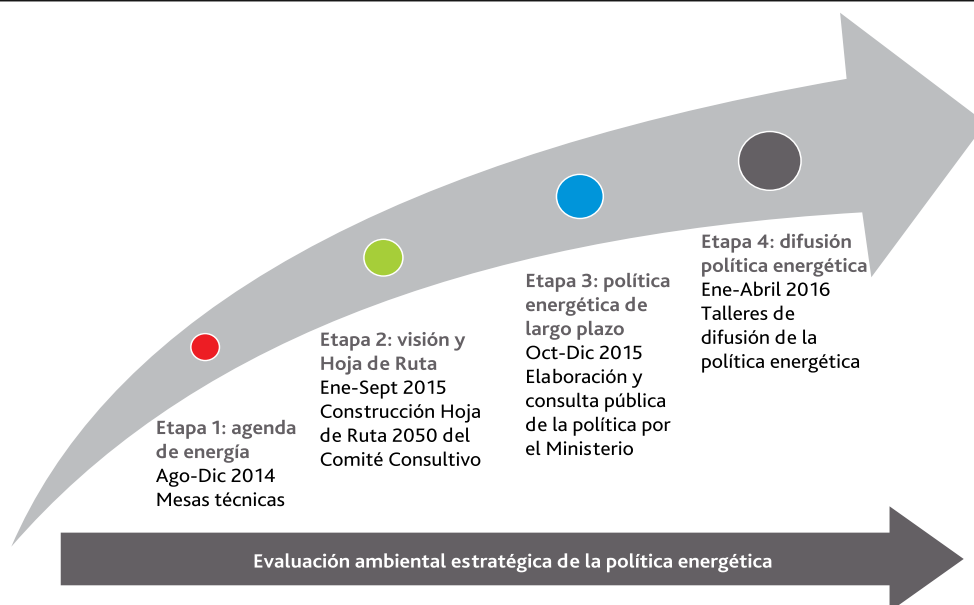 Etapa 1: agenda
de energía
Ago-Dic 2014
Mesas técnicas
Etapa 2: visión y
Hoja de Ruta
Ene-Sept 2015
Construcción Hoja
de Ruta 2050 del
Comité Consultivo
Etapa 3: política
energética de
largo plazo
Oct-Dic 2015
Elaboración y
consulta pública
de la política por
el Ministerio
Etapa 4: difusión
política energética
Ene-Abril 2016
Talleres de
difusión de la
política energética
Evaluación ambiental estratégica de la política energética